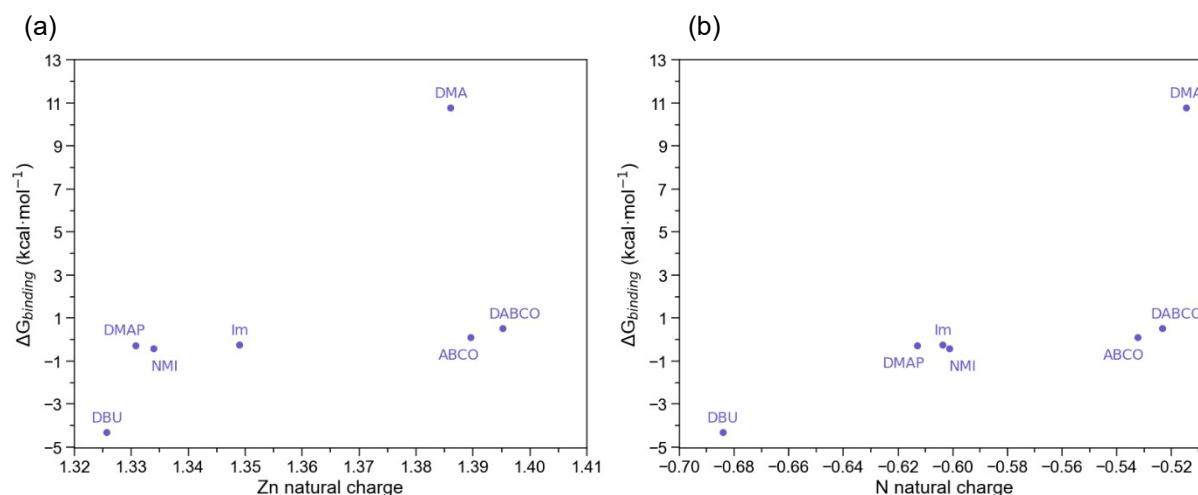 (a)
13
11
9
7
5
3
1
−1
−3
−5
ΔG_binding (kcal·mol⁻¹)
DMA
DABCO
ABCO
DMAP
NMI
Im
DBU
1.32 1.33 1.34 1.35 1.36 1.37 1.38 1.39 1.40 1.41
Zn natural charge
(b)
13
11
9
7
5
3
1
−1
−3
−5
ΔG_binding (kcal·mol⁻¹)
DMA
DABCO
ABCO
Im
DMAP
NMI
DBU
−0.70 −0.68 −0.66 −0.64 −0.62 −0.60 −0.58 −0.56 −0.54 −0.52
N natural charge